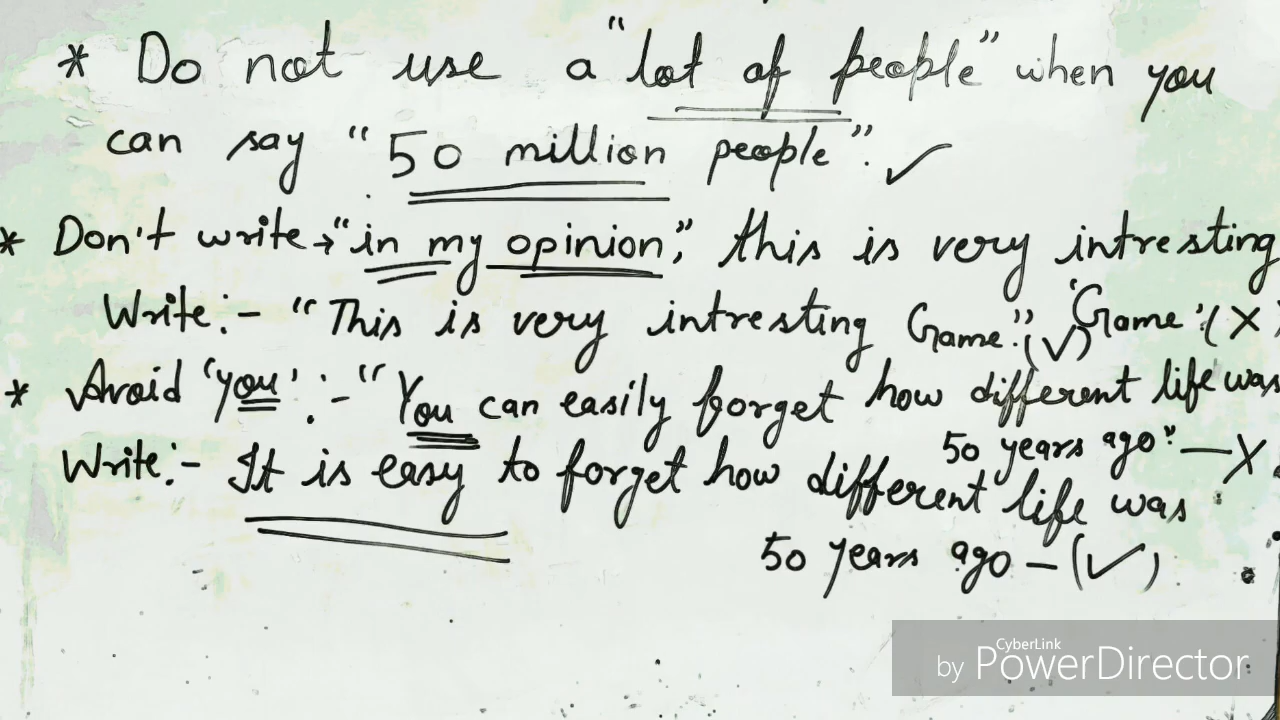 * Do not use a "lot of people" when you
can say "50 million people". ✓
* Don't write → "in my opinion", this is very intresting
'Game' (X)
Write:- "This is very intresting Game". (✓)
* Avoid 'you' :- "You can easily forget how different life was
50 years ago" — X
Write:- It is easy to forget how different life was
50 years ago — (✓)
by CyberLink PowerDirector